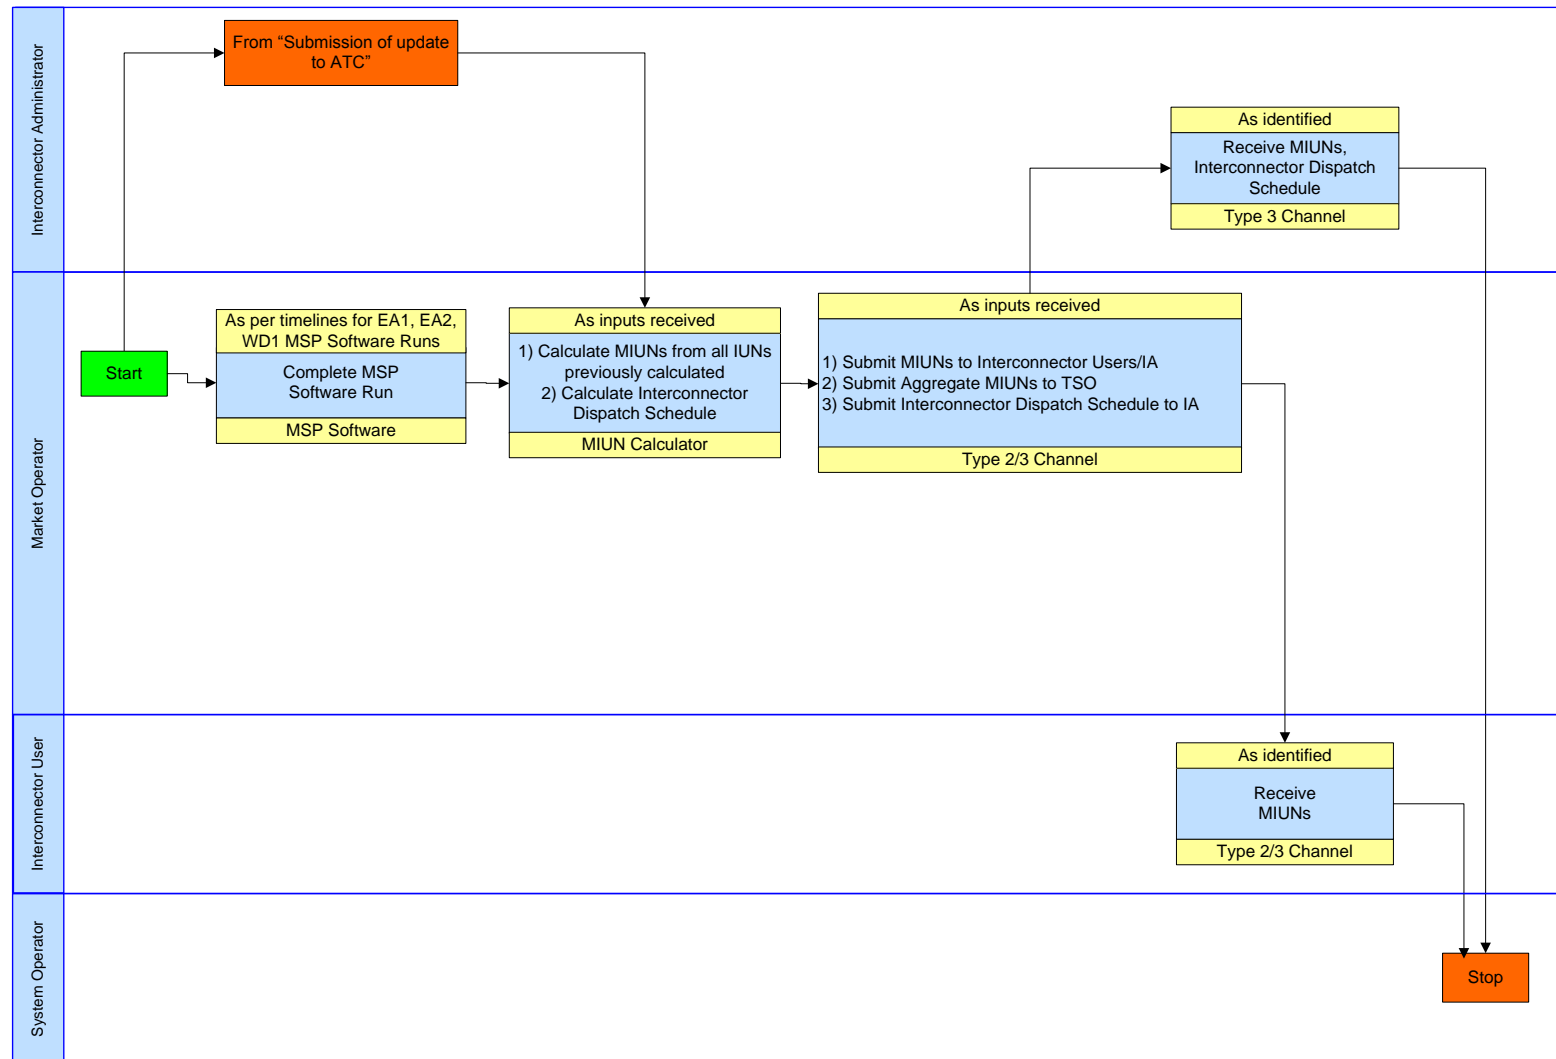 Interconnector Administrator
From “Submission of update
to ATC”
As identified
Receive MIUNs,
Interconnector Dispatch
Schedule
Type 3 Channel
Market Operator
Start
As per timelines for EA1, EA2,
WD1 MSP Software Runs
Complete MSP
Software Run
MSP Software
As inputs received
1) Calculate MIUNs from all IUNs
previously calculated
2) Calculate Interconnector
Dispatch Schedule
MIUN Calculator
As inputs received
1) Submit MIUNs to Interconnector Users/IA
2) Submit Aggregate MIUNs to TSO
3) Submit Interconnector Dispatch Schedule to IA
Type 2/3 Channel
Interconnector User
As identified
Receive
MIUNs
Type 2/3 Channel
System Operator
Stop